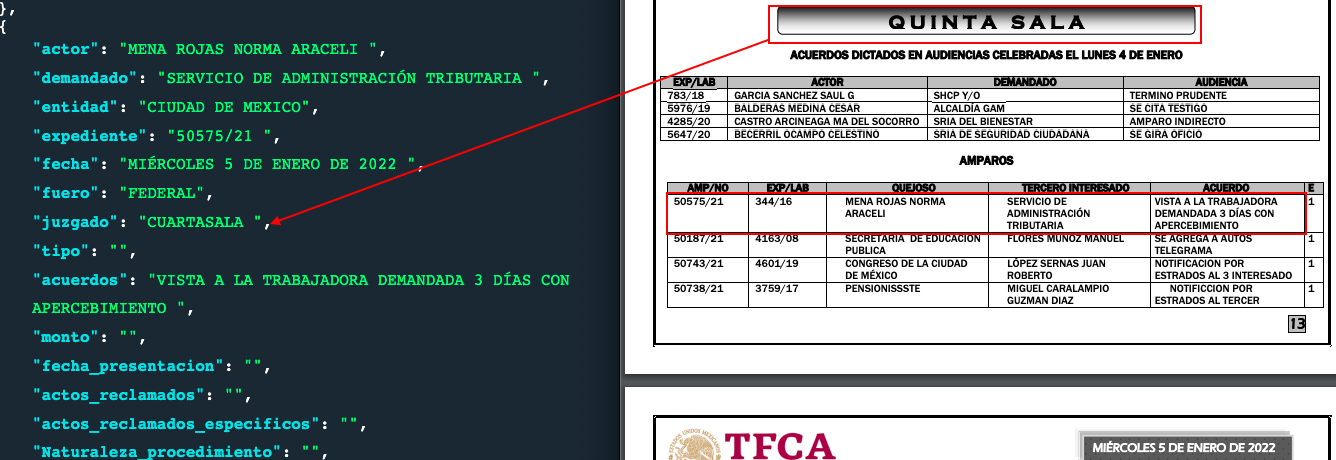 },
{
"actor": "MENA ROJAS NORMA ARACELI ",
"demandado": "SERVICIO DE ADMINISTRACIÓN TRIBUTARIA ",
"entidad": "CIUDAD DE MEXICO",
"expediente": "50575/21 ",
"fecha": "MIÉRCOLES 5 DE ENERO DE 2022 ",
"fuero": "FEDERAL",
"juzgado": "CUARTASALA ",
"tipo": "",
"acuerdos": "VISTA A LA TRABAJADORA DEMANDADA 3 DÍAS CON
APERCEBIMIENTO ",
"monto": "",
"fecha_presentacion": "",
"actos_reclamados": "",
"actos_reclamados_especificos": "",
"Naturaleza_procedimiento": "",
QUINTA SALA
ACUERDOS DICTADOS EN AUDIENCIAS CELEBRADAS EL LUNES 4 DE ENERO
EXP/LAB ACTOR DEMANDADO AUDIENCIA
783/18 GARCIA SANCHEZ SAUL G SHCP Y/O TERMINO PRUDENTE
5976/19 BALDERAS MEDINA CESAR ALCALDÍA GAM SE CITA TESTIGO
4285/20 CASTRO ARCINEAGA MA DEL SOCORRO SRIA DEL BIENESTAR AMPARO INDIRECTO
5647/20 BECERRIL OCAMPO CELESTINO SRIA DE SEGURIDAD CIUDADANA SE GIRA OFICIO
AMPAROS
AMP/NO EXP/LAB QUEJOSO TERCERO INTERESADO ACUERDO E
50575/21 344/16 MENA ROJAS NORMA SERVICIO DE VISTA A LA TRABAJADORA 1
ARACELI ADMINISTRACIÓN DEMANDADA 3 DÍAS CON
TRIBUTARIA APERCEBIMIENTO
50187/21 4163/08 SECRETARIA DE EDUCACION FLORES MUÑOZ MANUEL SE AGREGA A AUTOS 1
PUBLICA TELEGRAMA
50743/21 4601/19 CONGRESO DE LA CIUDAD LÓPEZ SERNAS JUAN NOTIFICACION POR 1
DE MÉXICO ROBERTO ESTRADOS AL 3 INTERESADO
50738/21 3759/17 PENSIONISSSTE MIGUEL CARALAMPIO NOTIFICCION POR 1
GUZMAN DIAZ ESTRADOS AL TERCER
13
TFCA
MIÉRCOLES 5 DE ENERO DE 2022